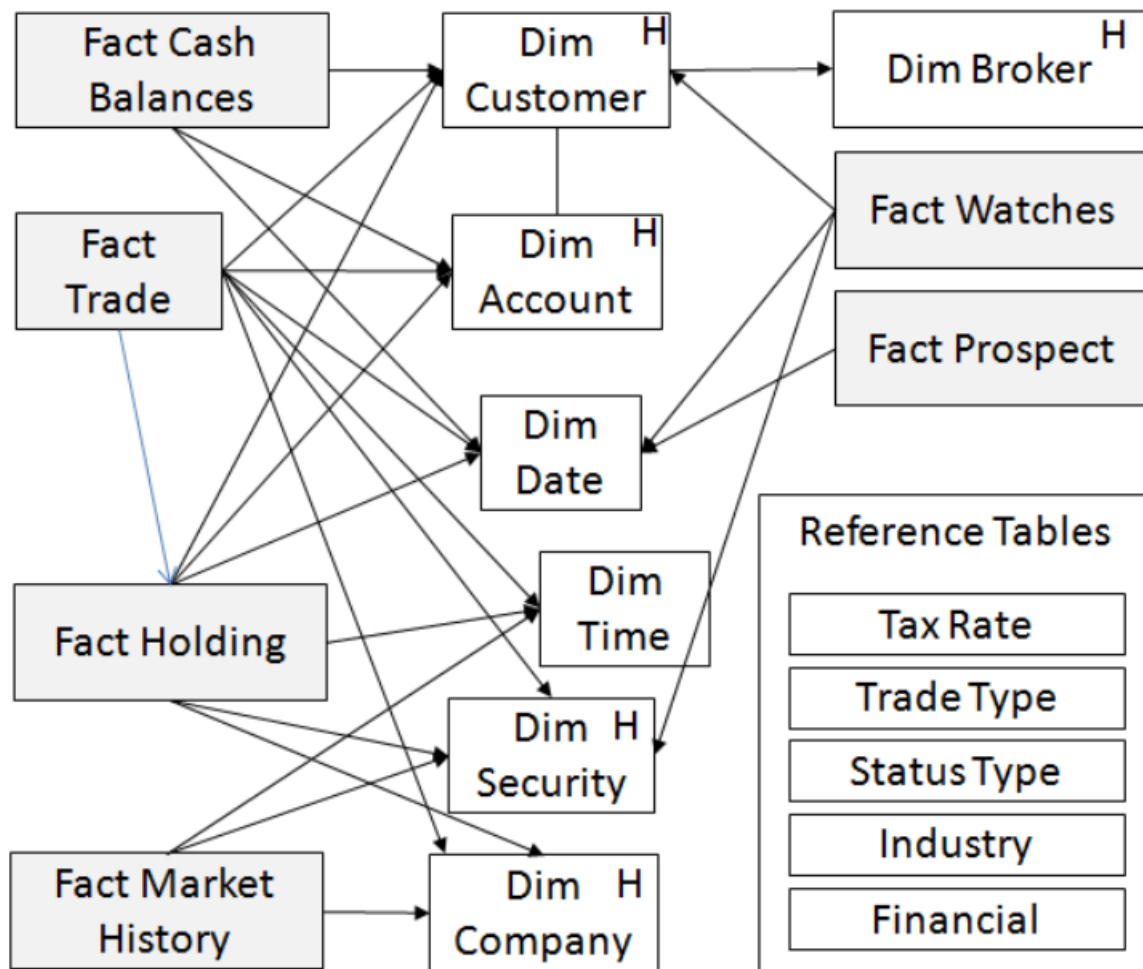 Fact Cash
Balances
Dim
H
Customer
H
Dim Broker
Fact
Trade
Dim
H
Account
Fact Watches
Fact Prospect
Dim
Date
Reference Tables
Fact Holding
Dim
Time
Tax Rate
Trade Type
Dim
H
Security
Status Type
Industry
Fact Market
History
Dim
H
Company
Financial